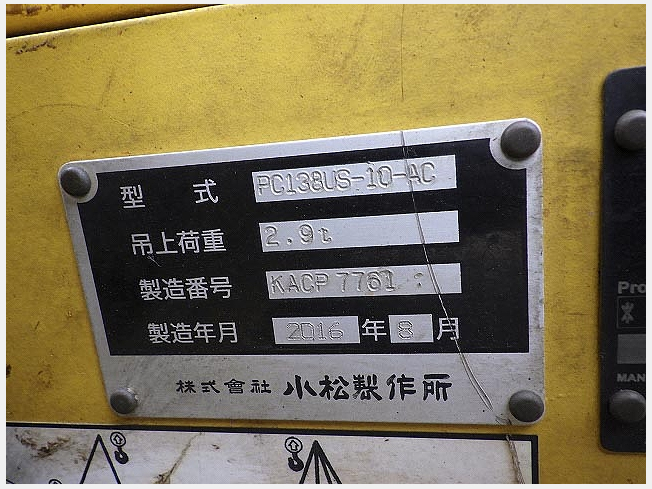 型 式 PC138US-10-AC
吊上荷重 2.9t
製造番号 KACP 7761
製造年月 2016 年 8 月
株式會社 小松製作所
Pro
MAN